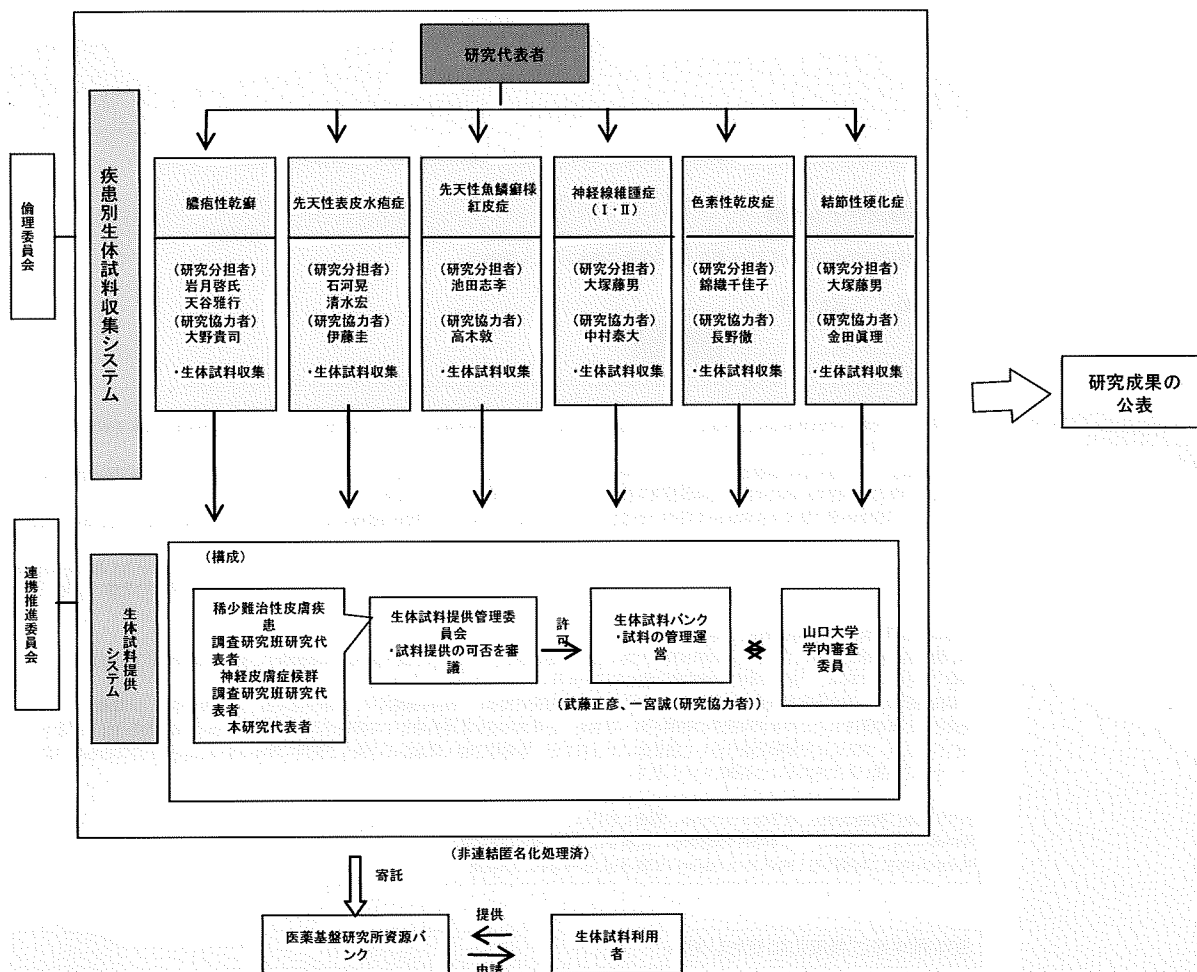 研究代表者
倫理委員会
疾患別生体試料収集システム
膿疱性乾癬
(研究分担者)
岩月啓氏
天谷雅行
(研究協力者)
大野貴司
・生体試料収集
先天性表皮水疱症
(研究分担者)
石河晃
清水宏
(研究協力者)
伊藤圭
・生体試料収集
先天性魚鱗癬様
紅皮症
(研究分担者)
池田志斈
(研究協力者)
高木敦
・生体試料収集
神経線維腫症
(Ⅰ・Ⅱ)
(研究分担者)
大塚藤男
(研究協力者)
中村泰大
・生体試料収集
色素性乾皮症
(研究分担者)
錦織千佳子
(研究協力者)
長野徹
・生体試料収集
結節性硬化症
(研究分担者)
大塚藤男
(研究協力者)
金田眞理
・生体試料収集
研究成果の
公表
連携推進委員会
生体試料提供
システム
(構成)
稀少難治性皮膚疾
患
調査研究班研究代
表者
神経皮膚症候群
調査研究班研究代
表者
本研究代表者
生体試料提供管理委
員会
・試料提供の可否を審
議
許
可
生体試料バンク
・試料の管理運
営
(武藤正彦、一宮誠(研究協力者))
山口大学
学内審査
委員
(非連結匿名化処理済)
寄託
医薬基盤研究所資源バ
ンク
提供
申請
生体試料利用
者